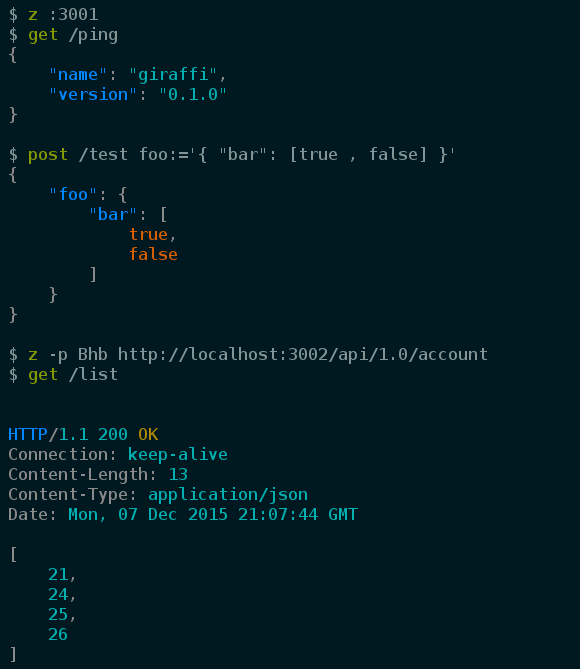 $ z :3001
$ get /ping
{
    "name": "giraffi",
    "version": "0.1.0"
}

$ post /test foo:='{ "bar": [true , false] }'
{
    "foo": {
        "bar": [
            true,
            false
        ]
    }
}

$ z -p Bhb http://localhost:3002/api/1.0/account
$ get /list


HTTP/1.1 200 OK
Connection: keep-alive
Content-Length: 13
Content-Type: application/json
Date: Mon, 07 Dec 2015 21:07:44 GMT

[
    21,
    24,
    25,
    26
]